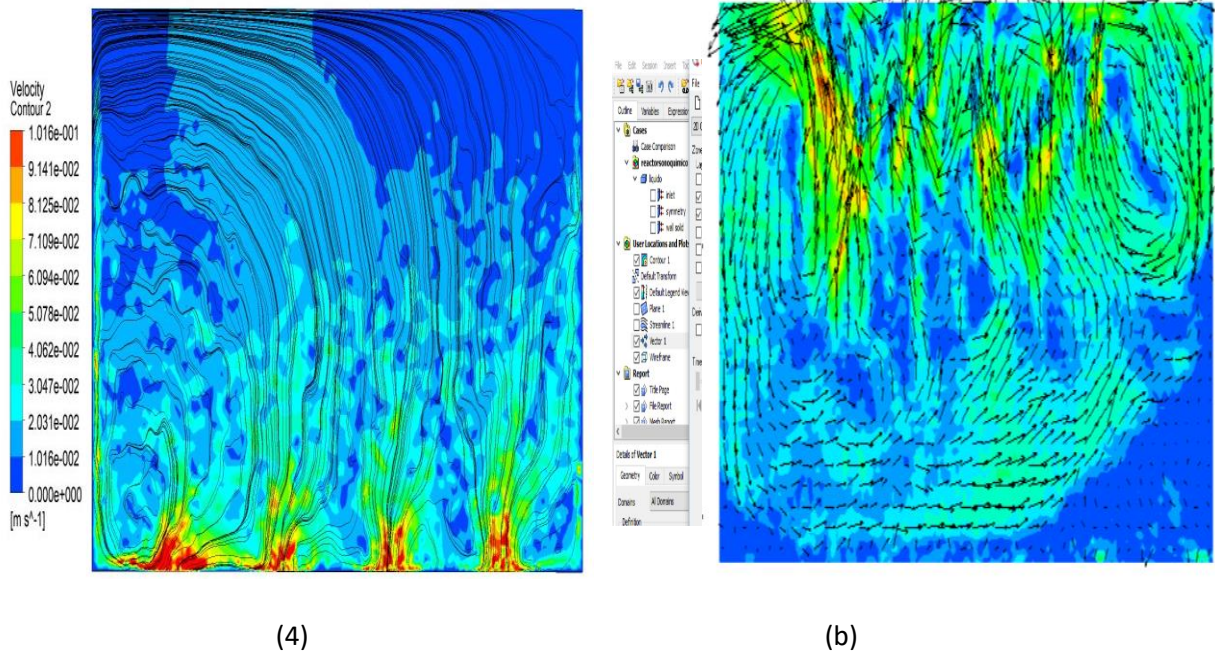 Velocity
Contour 2
1.016e-001
9.141e-002
8.125e-002
7.109e-002
6.094e-002
5.078e-002
4.062e-002
3.047e-002
2.031e-002
1.016e-002
0.000e+000
[m s^-1]
File Edit Session Insert
File
Outline Variables Expression
Cases
Case Comparison
reactorsonoquimico
liquido
inlet
symmetry
wall solid
User Locations and Plots
Contour 1
Default Transform
Default Legend View
Plane 1
Streamline 1
Vector 1
Wireframe
Report
Title Page
File Report
Mesh Report
Details of Vector 1
Geometry Color Symbol
Domains All Domains
Definition
(4)
(b)